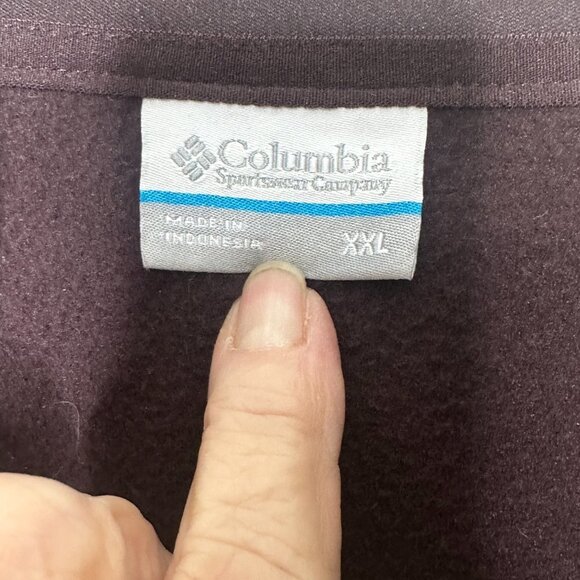 Columbia
Sportswear Company
MADE IN
INDONESIA
XXL